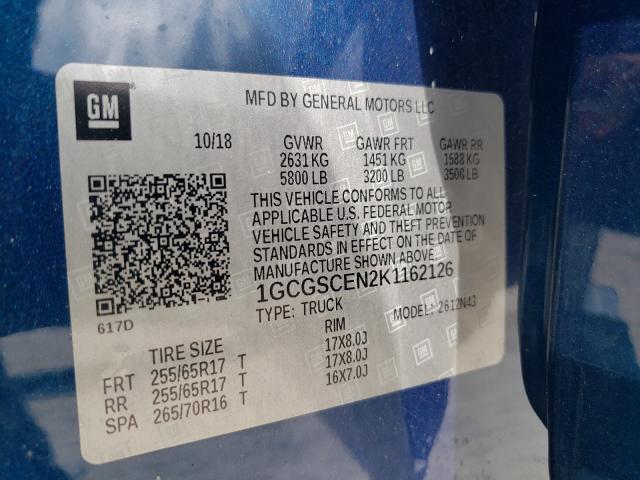 GM
MFD BY GENERAL MOTORS LLC
10/18 GVWR GAWR FRT GAWR RR
2631 KG 1451 KG 1588 KG
5800 LB 3200 LB 3500 LB
THIS VEHICLE CONFORMS TO ALL
APPLICABLE U.S. FEDERAL MOTOR
VEHICLE SAFETY AND THEFT PREVENTION
STANDARDS IN EFFECT ON THE DATE OF
MANUFACTURE SHOWN ABOVE.
1GCGSCEN2K1162126
617D
TYPE: TRUCK MODEL: 2612N43
TIRE SIZE RIM
FRT 255/65R17 T 17X8.0J
RR 255/65R17 T 17X8.0J
SPA 265/70R16 T 16X7.0J